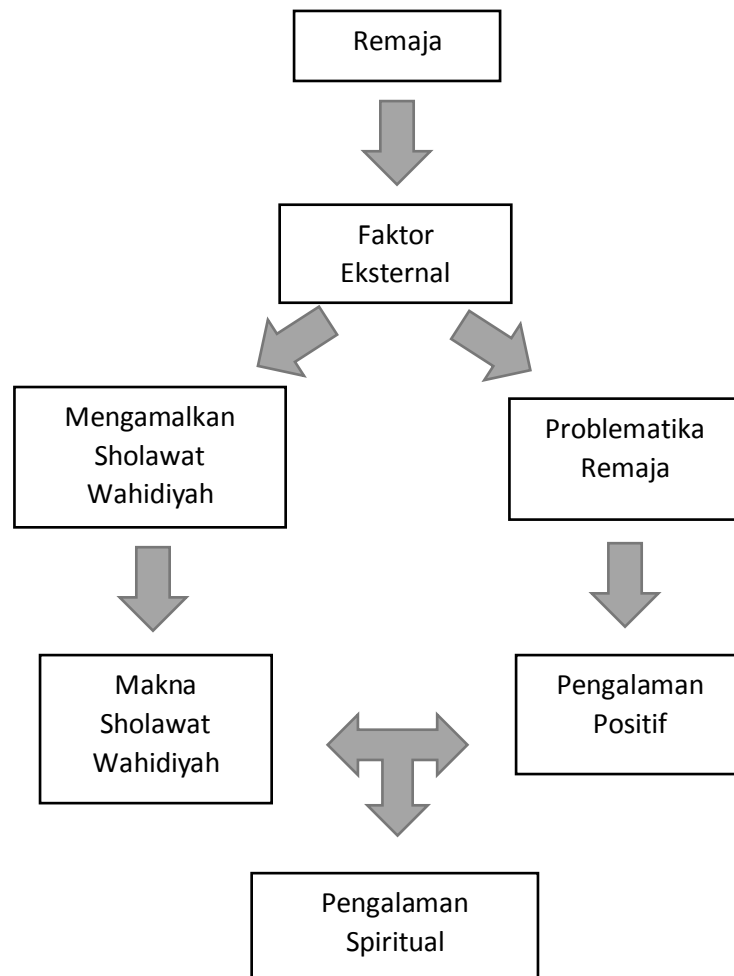 Remaja
Faktor
Eksternal
Mengamalkan
Sholawat
Wahidiyah
Problematika
Remaja
Makna
Sholawat
Wahidiyah
Pengalaman
Positif
Pengalaman
Spiritual